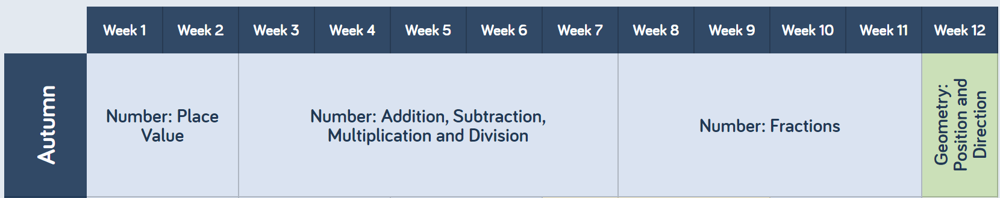 Week 1
Week 2
Week 3
Week 4
Week 5
Week 6
Week 7
Week 8
Week 9
Week 10
Week 11
Week 12
Autumn
Number: Place
Value
Number: Addition, Subtraction,
Multiplication and Division
Number: Fractions
Geometry:
Position and
Direction